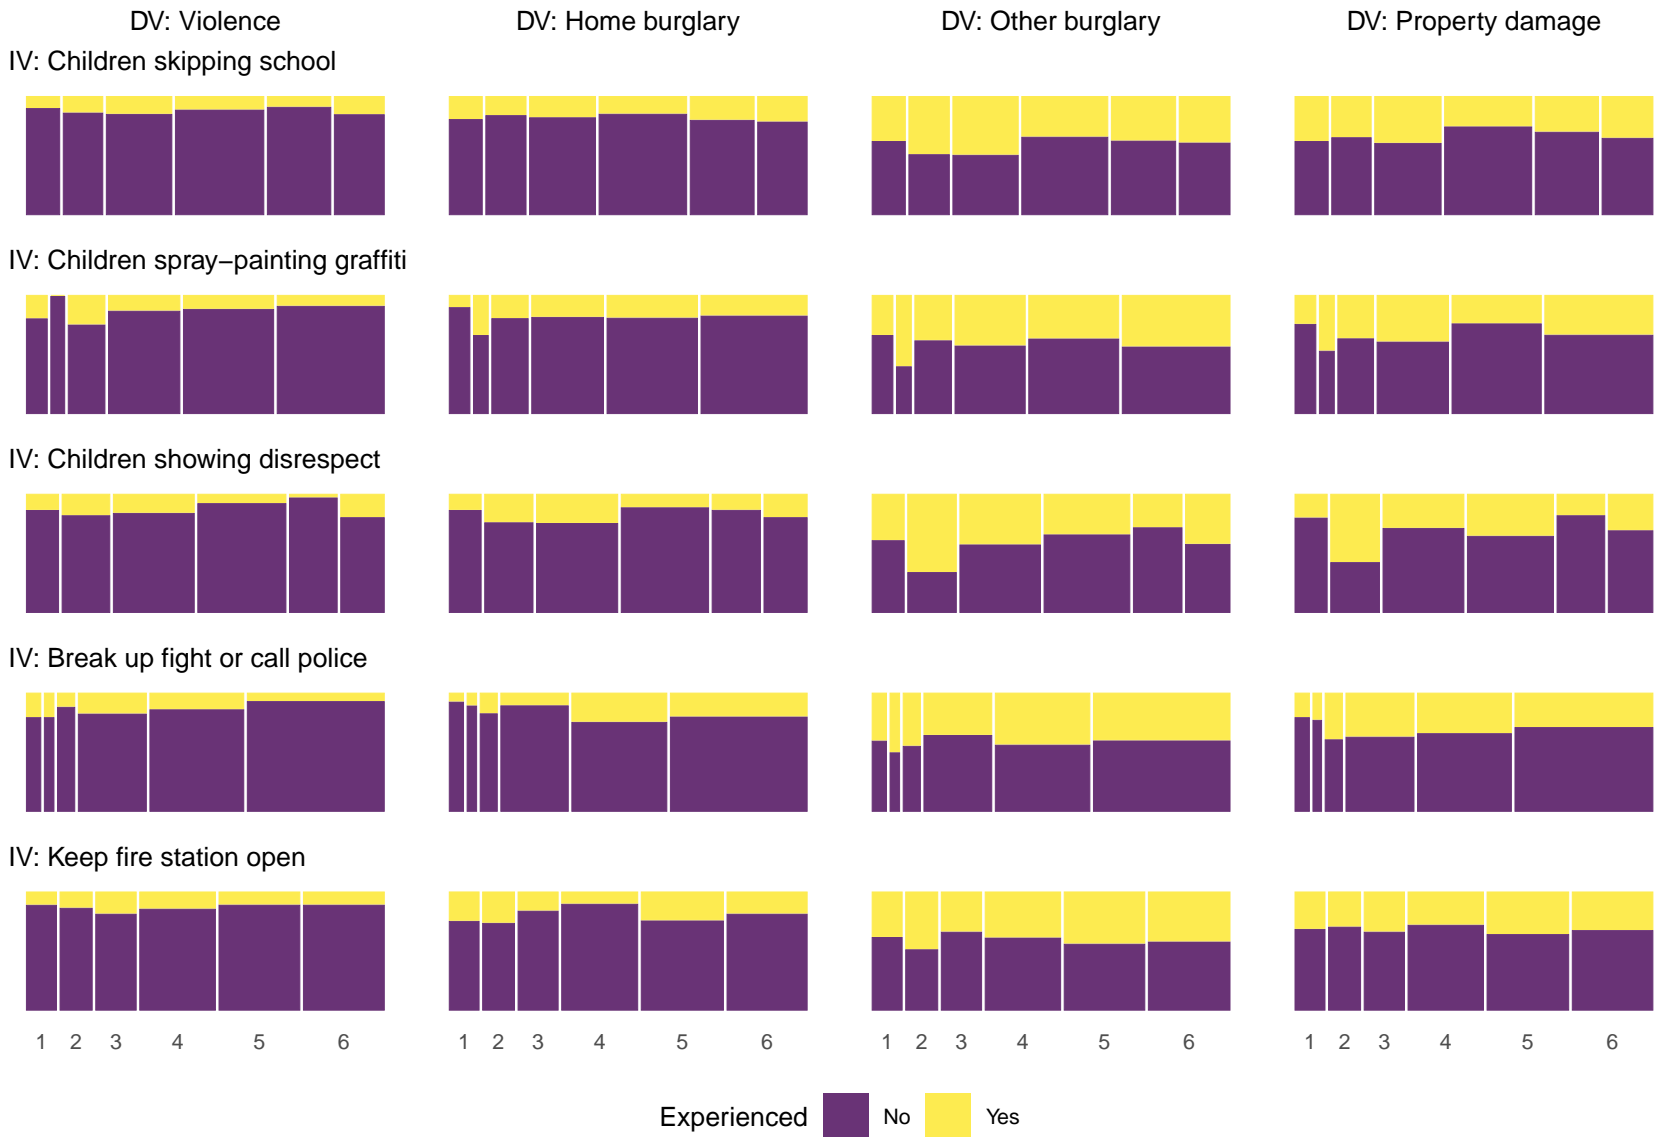 DV: Violence DV: Home burglary DV: Other burglary DV: Property damage
IV: Children skipping school
IV: Children spray−painting graffiti
IV: Children showing disrespect
IV: Break up fight or call police
IV: Keep fire station open
1 2 3 4 5 6 1 2 3 4 5 6 1 2 3 4 5 6 1 2 3 4 5 6
Experienced No Yes